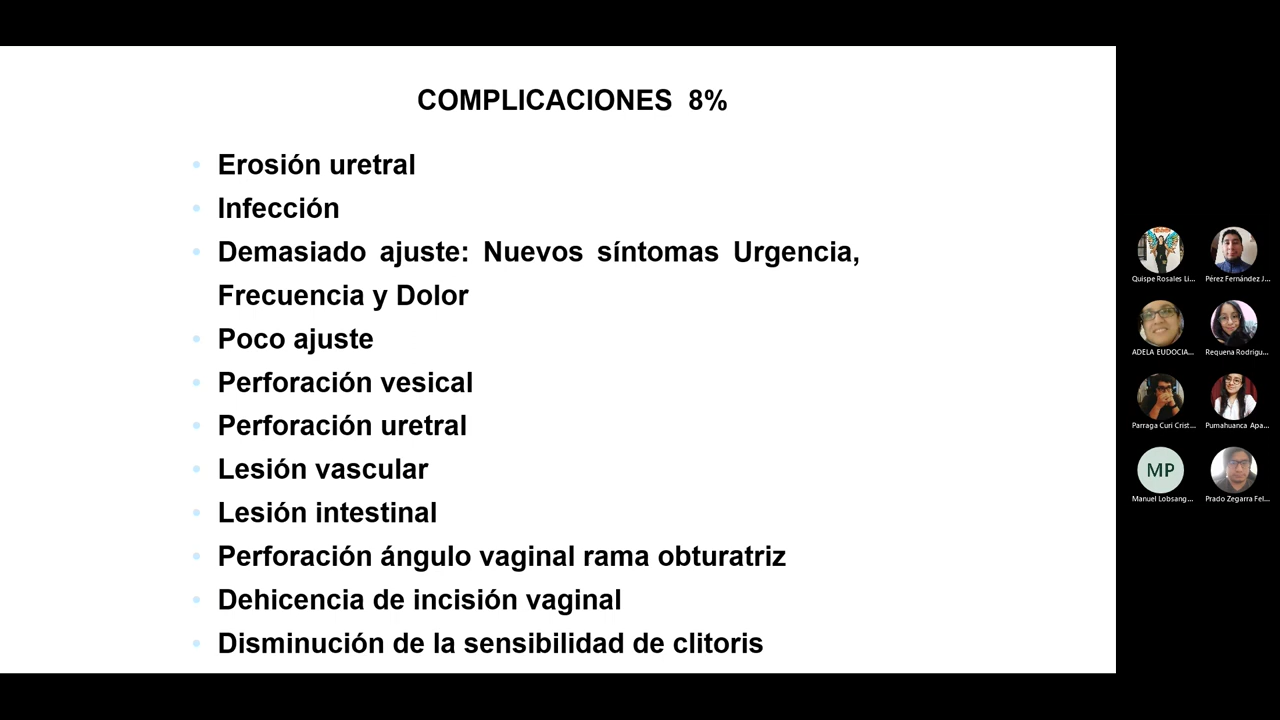 COMPLICACIONES 8%
• Erosión uretral
• Infección
• Demasiado ajuste: Nuevos síntomas Urgencia,
Frecuencia y Dolor
• Poco ajuste
• Perforación vesical
• Perforación uretral
• Lesión vascular
• Lesión intestinal
• Perforación ángulo vaginal rama obturatriz
• Dehicencia de incisión vaginal
• Disminución de la sensibilidad de clitoris
Quispe Rosales Li...
Pérez Fernández J...
ADELA EUDOCIA...
Requena Rodrigu...
Parraga Curi Crist...
Pumahuanca Apa...
MP
Manuel Lobsang...
Prado Zegarra Fel...